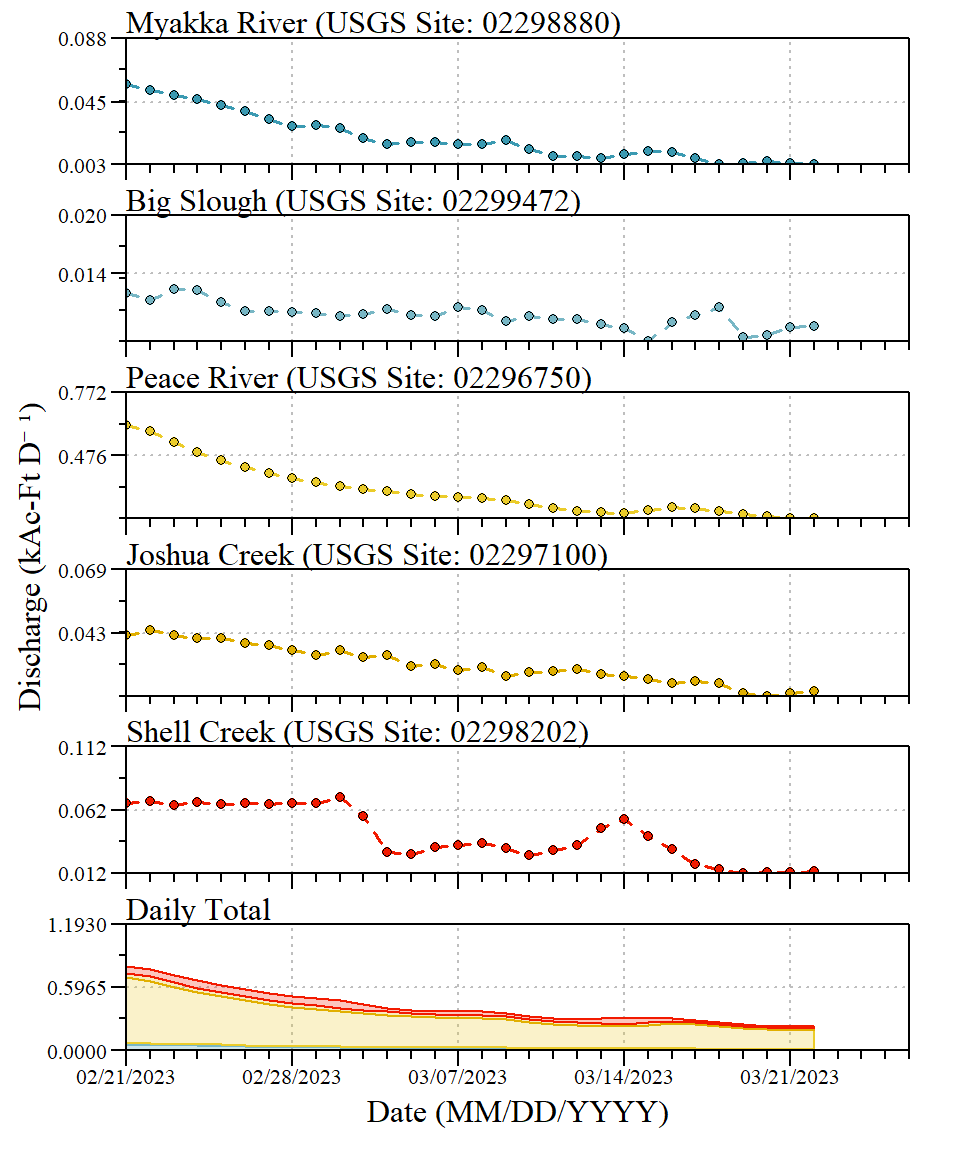 Myakka River (USGS Site: 02298880)
0.088
0.045
0.003
Big Slough (USGS Site: 02299472)
0.020
0.014
Peace River (USGS Site: 02296750)
0.772
0.476
Joshua Creek (USGS Site: 02297100)
0.069
0.043
Shell Creek (USGS Site: 02298202)
0.112
0.062
0.012
Daily Total
1.1930
0.5965
0.0000
02/21/2023 02/28/2023 03/07/2023 03/14/2023 03/21/2023
Date (MM/DD/YYYY)
Discharge (kAc-Ft D⁻¹)